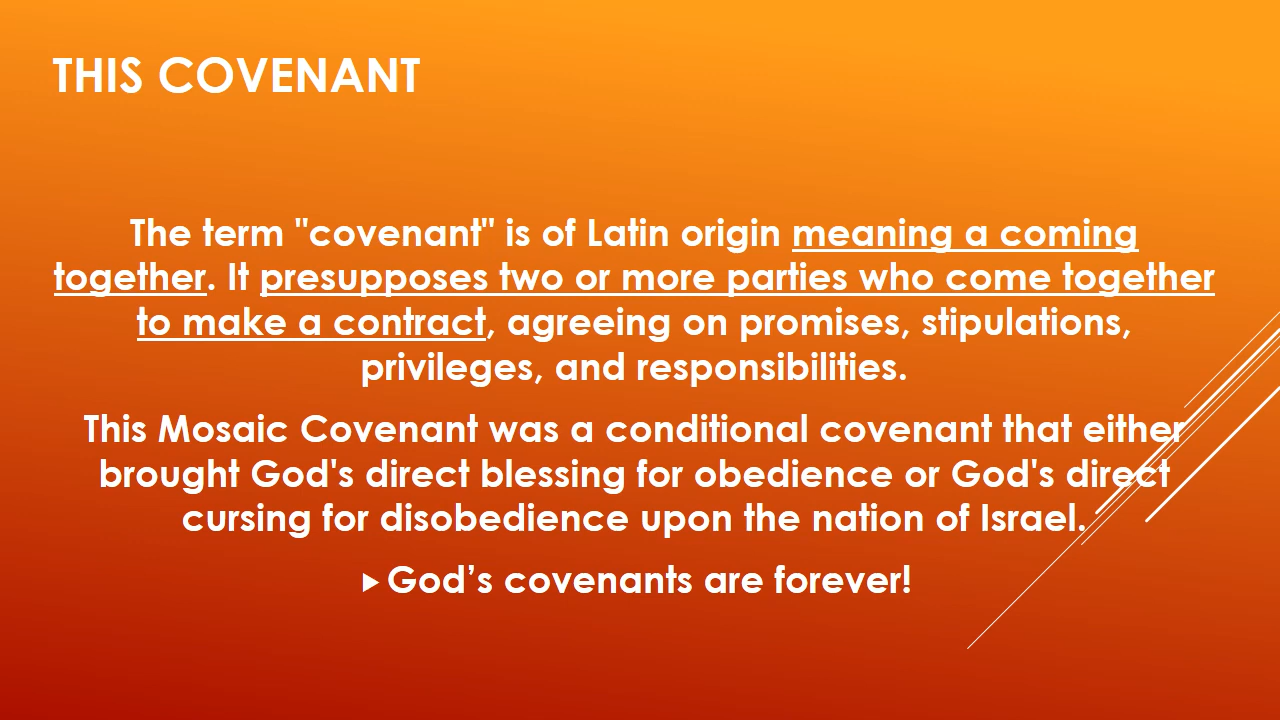 THIS COVENANT
The term "covenant" is of Latin origin meaning a coming
together. It presupposes two or more parties who come together
to make a contract, agreeing on promises, stipulations,
privileges, and responsibilities.
This Mosaic Covenant was a conditional covenant that either
brought God's direct blessing for obedience or God's direct
cursing for disobedience upon the nation of Israel.
▶God’s covenants are forever!